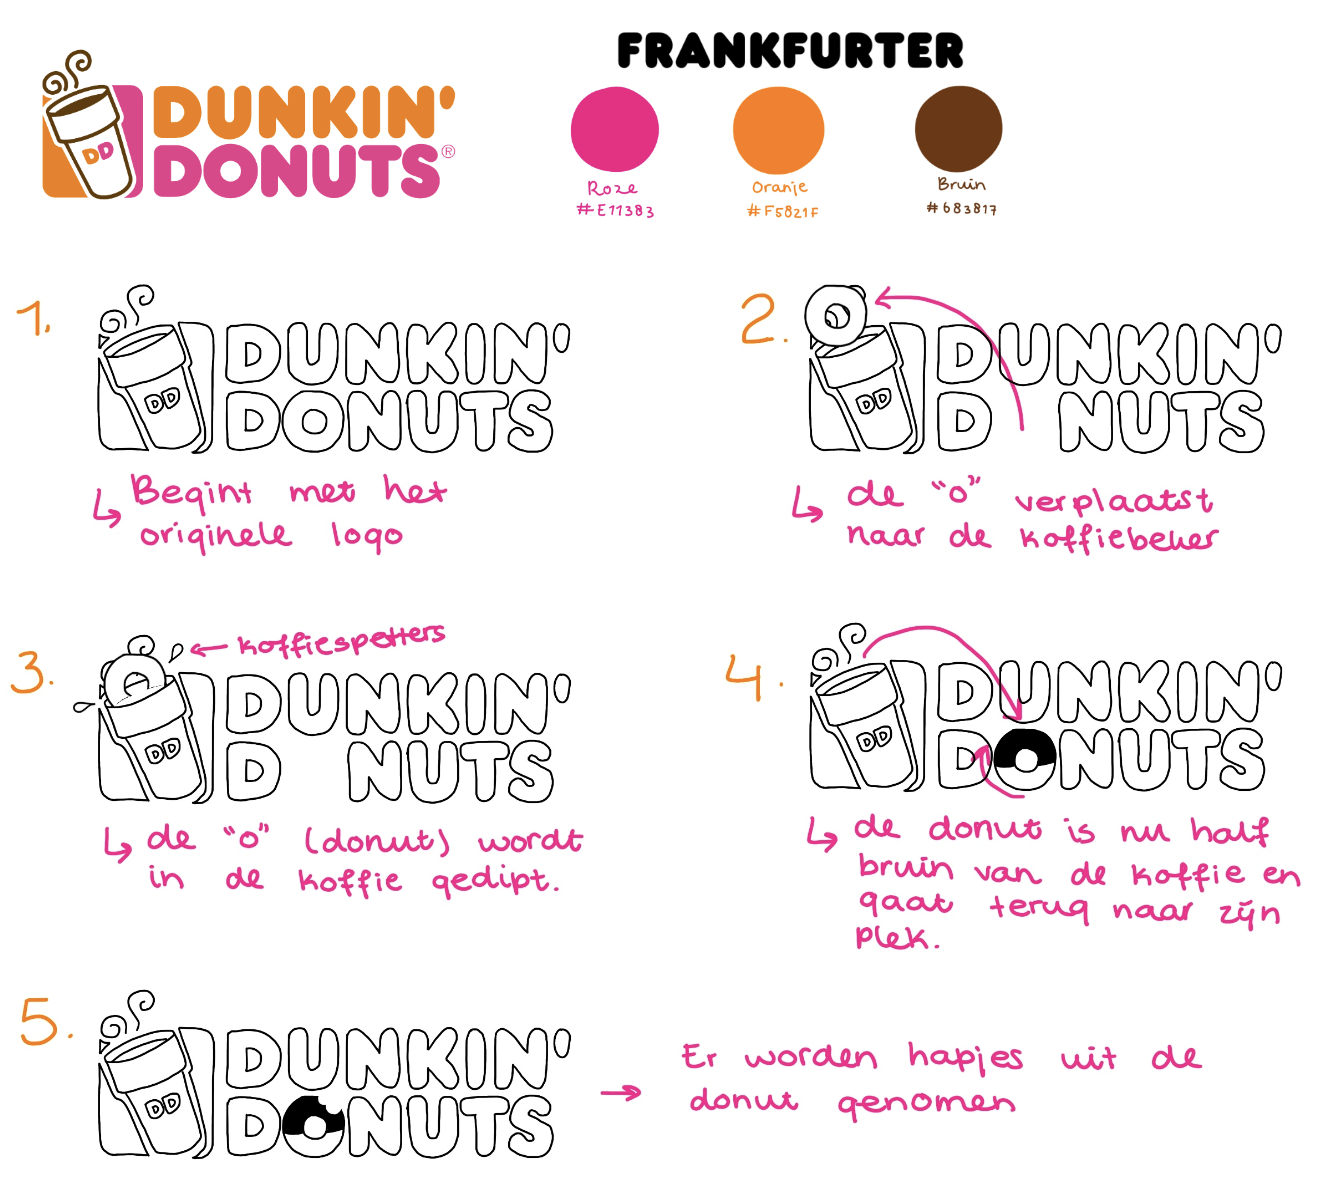 FRANKFURTER
DD
DUNKIN'
DONUTS®
Roze
#E11383
Oranje
#F5821F
Bruin
#683817
1.
DD
DUNKIN'
DONUTS
Begint met het
originele logo
2.
DD
DUNKIN'
D NUTS
de "o" verplaatst
naar de koffiebeker
3.
koffiespetters
DD
DUNKIN'
D NUTS
de "o" (donut) wordt
in de koffie gedipt.
4.
DD
DUNKIN'
DONUTS
de donut is nu half
bruin van de koffie en
gaat terug naar zijn
plek.
5.
DD
DUNKIN'
DONUTS
Er worden hapjes uit de
donut genomen